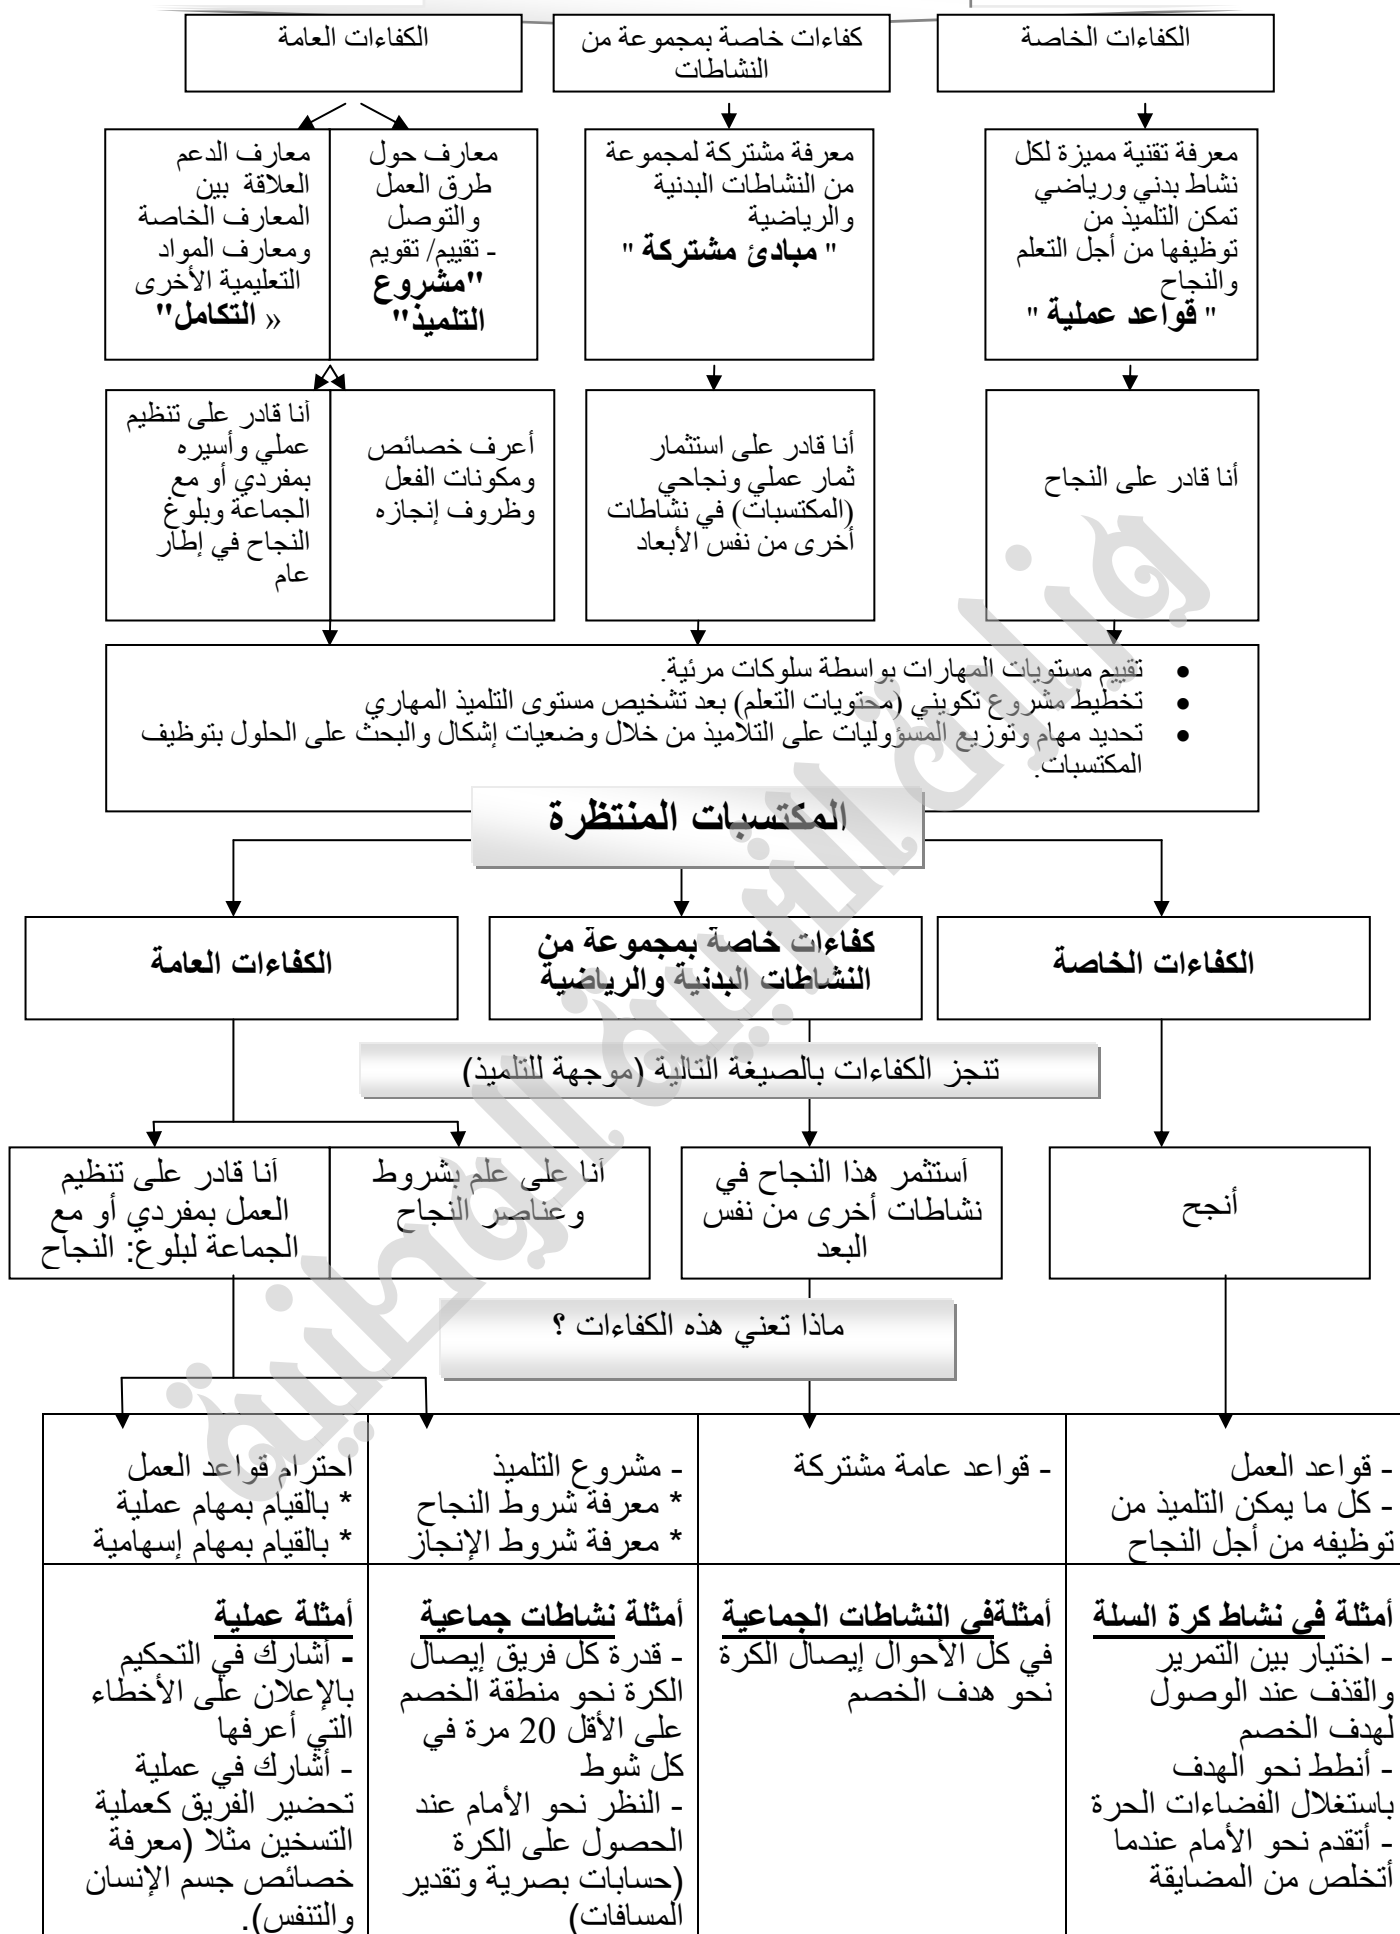 الكفاءات الخاصة
كفاءات خاصة بمجموعة من
النشاطات
الكفاءات العامة
معرفة تقنية مميزة لكل
نشاط بدني ورياضي
تمكن التلميذ من
توظيفها من أجل التعلم
والنجاح
" قواعد عملية "
معرفة مشتركة لمجموعة
من النشاطات البدنية
والرياضية
" مبادئ مشتركة "
معارف حول
طرق العمل
والتوصل
- تقييم/ تقويم
"مشروع
التلميذ"
معارف الدعم
العلاقة بين
المعارف الخاصة
ومعارف المواد
التعليمية الأخرى
« التكامل"
أنا قادر على النجاح
أنا قادر على استثمار
ثمار عملي ونجاحي
(المكتسبات) في نشاطات
أخرى من نفس الأبعاد
أعرف خصائص
ومكونات الفعل
وظروف إنجازه
أنا قادر على تنظيم
عملي وأسيره
بمفردي أو مع
الجماعة وبلوغ
النجاح في إطار
عام
• تقييم مستويات المهارات بواسطة سلوكات مرئية.
• تخطيط مشروع تكويني (محتويات التعلم) بعد تشخيص مستوى التلميذ المهاري
• تحديد مهام وتوزيع المسؤوليات على التلاميذ من خلال وضعيات إشكال والبحث على الحلول بتوظيف
المكتسبات.
المكتسبات المنتظرة
الكفاءات الخاصة
كفاءات خاصة بمجموعة من
النشاطات البدنية والرياضية
الكفاءات العامة
تنجز الكفاءات بالصيغة التالية (موجهة للتلميذ)
أنجح
أستثمر هذا النجاح في
نشاطات أخرى من نفس
البعد
أنا على علم بشروط
وعناصر النجاح
أنا قادر على تنظيم
العمل بمفردي أو مع
الجماعة لبلوغ: النجاح
ماذا تعني هذه الكفاءات ؟
- قواعد العمل
- كل ما يمكن التلميذ من
توظيفه من أجل النجاح
- قواعد عامة مشتركة
- مشروع التلميذ
* معرفة شروط النجاح
* معرفة شروط الإنجاز
احترام قواعد العمل
* بالقيام بمهام عملية
* بالقيام بمهام إسهامية
أمثلة في نشاط كرة السلة
- اختيار بين التمرير
والقذف عند الوصول
لهدف الخصم
- أنطط نحو الهدف
باستغلال الفضاءات الحرة
- أتقدم نحو الأمام عندما
أتخلص من المضايقة
أمثلةفي النشاطات الجماعية
في كل الأحوال إيصال الكرة
نحو هدف الخصم
أمثلة نشاطات جماعية
- قدرة كل فريق إيصال
الكرة نحو منطقة الخصم
على الأقل 20 مرة في
كل شوط
- النظر نحو الأمام عند
الحصول على الكرة
(حسابات بصرية وتقدير
المسافات)
أمثلة عملية
- أشارك في التحكيم
بالإعلان على الأخطاء
التي أعرفها
- أشارك في عملية
تحضير الفريق كعملية
التسخين مثلا (معرفة
خصائص جسم الإنسان
والتنفس).
وزارة التربية الوطنية